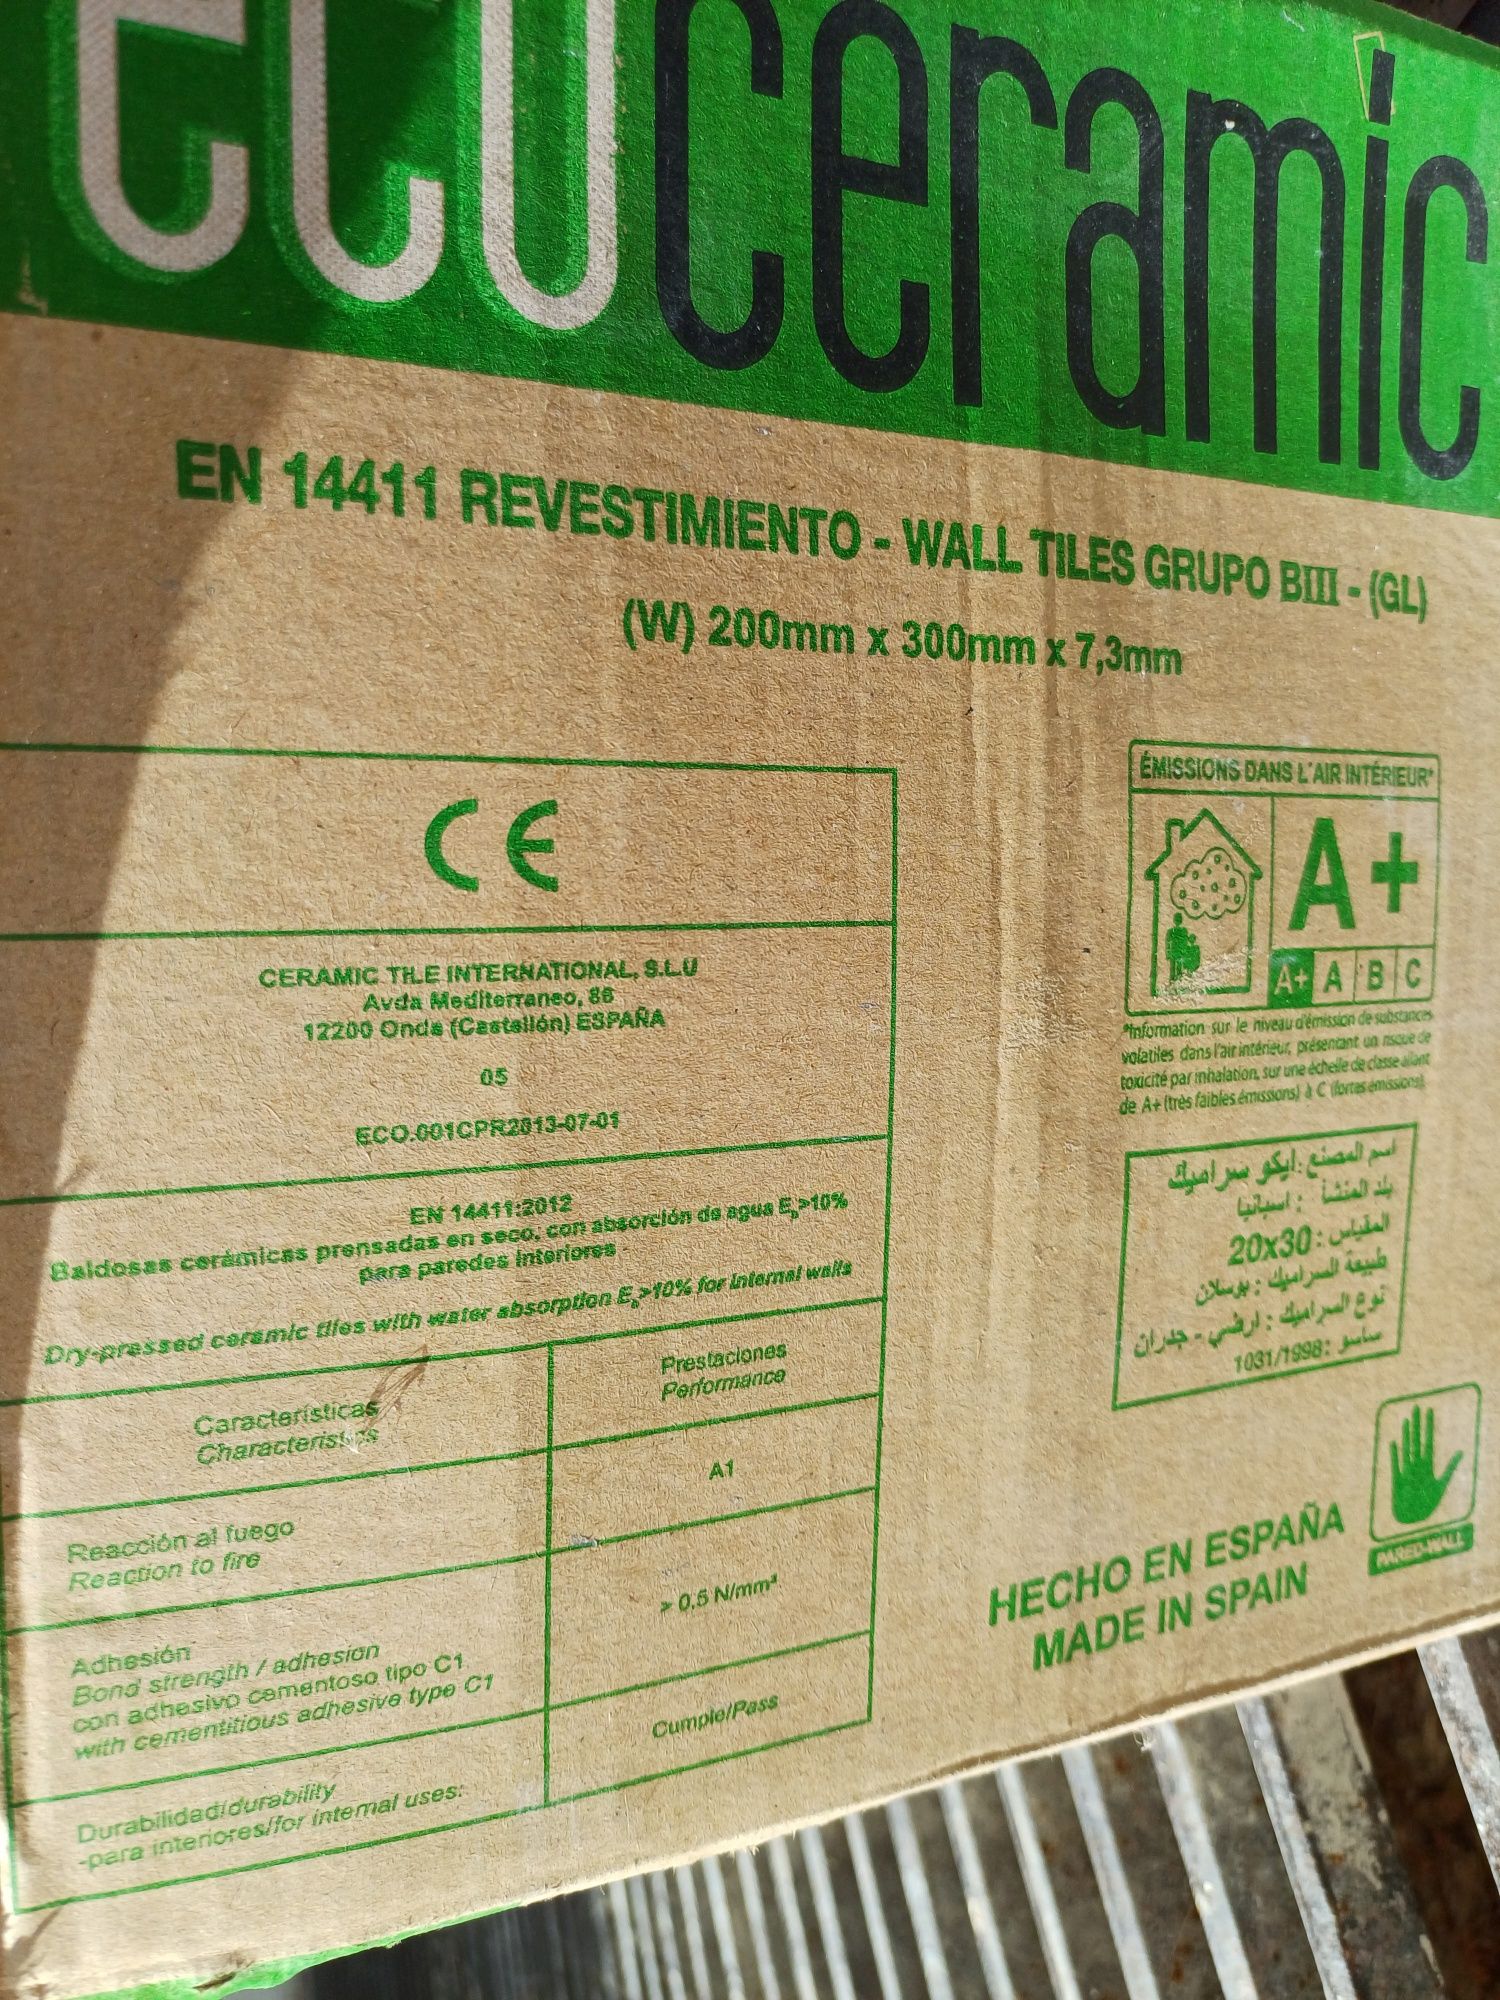 ecoceramic
EN 14411 REVESTIMIENTO - WALL TILES GRUPO BIII - (GL)
(W) 200mm x 300mm x 7,3mm
CE
CERAMIC TILE INTERNATIONAL, S.L.U
Avda Mediterraneo, 86
12200 Onda (Castellón) ESPAÑA
05
ECO.001CPR2013-07-01
EN 14411:2012
Baldosas cerámicas prensadas en seco, con absorción de agua Eb>10%
para paredes interiores
Dry-pressed ceramic tiles with water absorption Eb>10% for internal walls
Características
Characteristics
Prestaciones
Performance
Reacción al fuego
Reaction to fire
A1
Adhesión
Bond strength / adhesion
con adhesivo cementoso tipo C1
with cementitious adhesive type C1
> 0,5 N/mm²
Durabilidad/durability
-para interiores/for internal uses:
Cumple/Pass
ÉMISSIONS DANS L'AIR INTÉRIEUR*
A+
A+ A B C
*Information sur le niveau d'émission de substances
volatiles dans l'air intérieur, présentant un risque de
toxicité par inhalation, sur une échelle de classe allant
de A+ (très faibles émissions) à C (fortes émissions)
اسم المصنع: ايكو سراميك
بلد المنشأ : اسبانيا
المقياس: 20x30
طبيعة السراميك: بورسلان
نوع السراميك: ارضي - جدران
ساسو: 1031/1998
HECHO EN ESPAÑA
MADE IN SPAIN
PARED-WALL